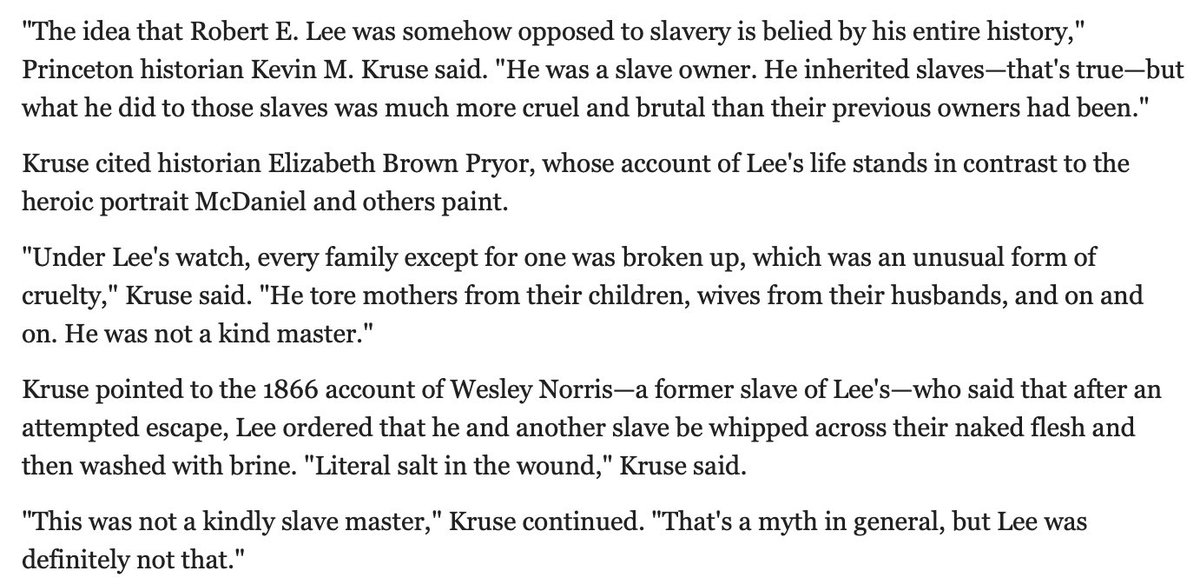 "The idea that Robert E. Lee was somehow opposed to slavery is belied by his entire history,"
Princeton historian Kevin M. Kruse said. "He was a slave owner. He inherited slaves—that's true—but
what he did to those slaves was much more cruel and brutal than their previous owners had been."
Kruse cited historian Elizabeth Brown Pryor, whose account of Lee's life stands in contrast to the
heroic portrait McDaniel and others paint.
"Under Lee's watch, every family except for one was broken up, which was an unusual form of
cruelty," Kruse said. "He tore mothers from their children, wives from their husbands, and on and
on. He was not a kind master."
Kruse pointed to the 1866 account of Wesley Norris—a former slave of Lee's—who said that after an
attempted escape, Lee ordered that he and another slave be whipped across their naked flesh and
then washed with brine. "Literal salt in the wound," Kruse said.
"This was not a kindly slave master," Kruse continued. "That's a myth in general, but Lee was
definitely not that."